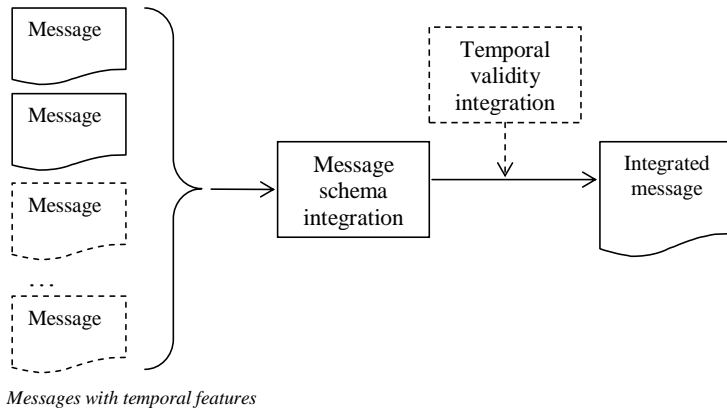 Message
Message
Message
...
Message
Messages with temporal features
Message
schema
integration
Temporal
validity
integration
Integrated
message